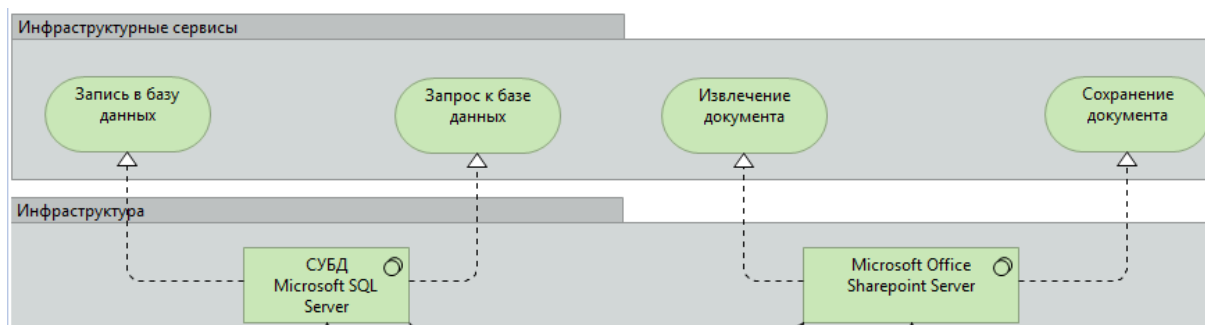 Инфраструктурные сервисы
Запись в базу
данных
Запрос к базе
данных
Извлечение
документа
Сохранение
документа
Инфраструктура
СУБД
Microsoft SQL
Server
Microsoft Office
Sharepoint Server